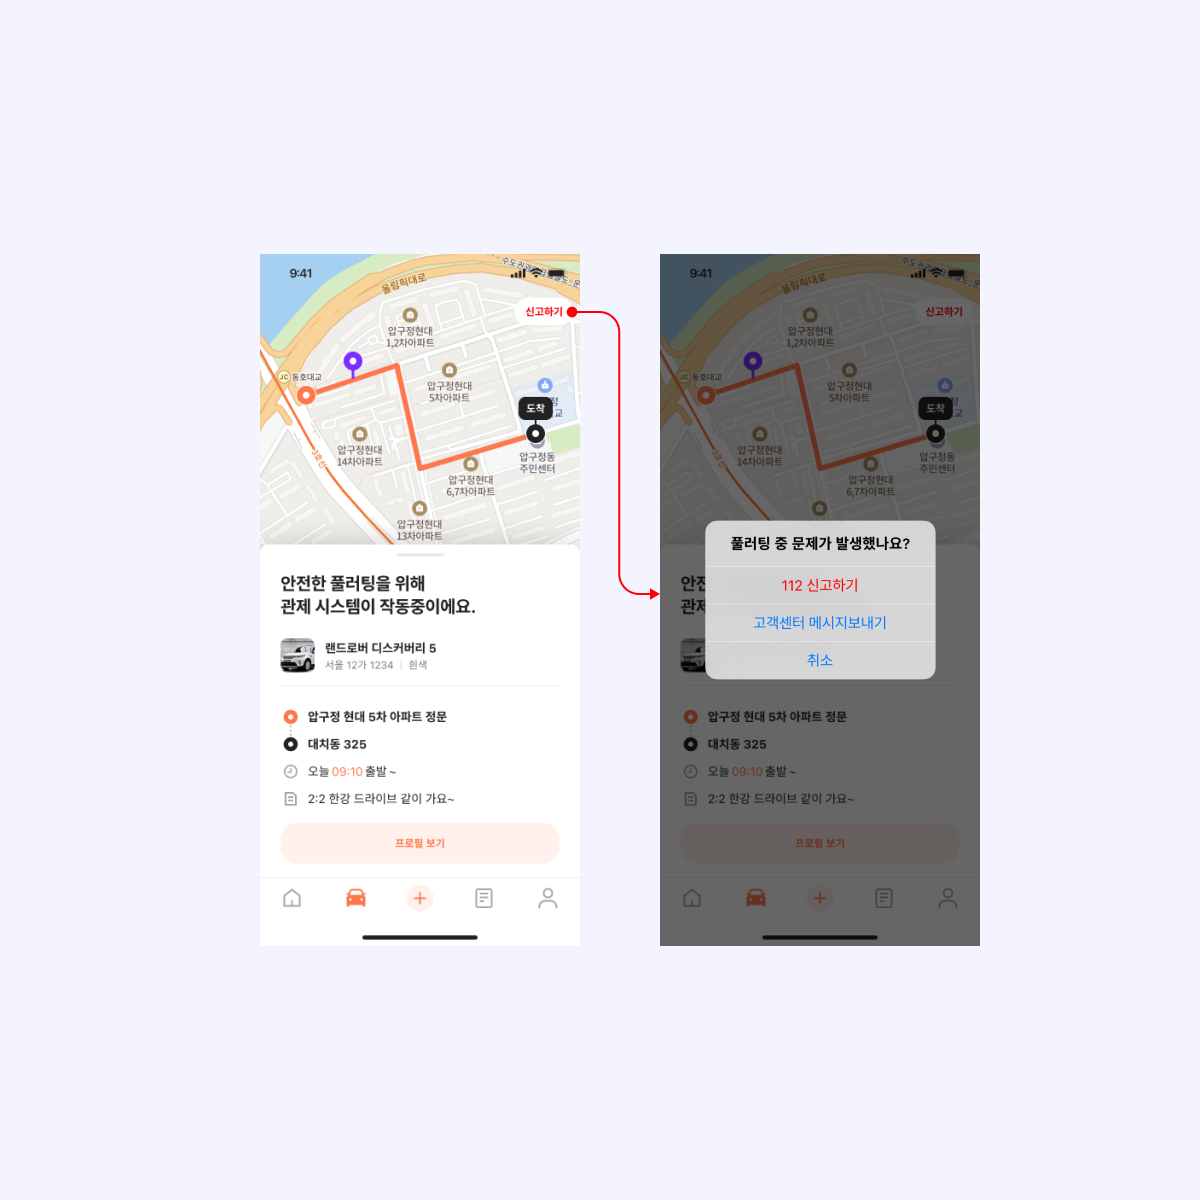 9:41
올림픽대로
신고하기
압구정현대
1,2차아파트
JC 동호대교
압구정현대
5차아파트
도착
압구정현대
14차아파트
3호선
압구정동
주민센터
압구정현대
6,7차아파트
압구정현대
13차아파트
안전한 풀러팅을 위해
관제 시스템이 작동중이에요.
랜드로버 디스커버리 5
서울 12가 1234 | 흰색
압구정 현대 5차 아파트 정문
대치동 325
오늘 09:10 출발 ~
2:2 한강 드라이브 같이 가요~
프로필 보기
9:41
올림픽대로
신고하기
압구정현대
1,2차아파트
JC 동호대교
압구정현대
5차아파트
도착
압구정현대
14차아파트
3호선
압구정동
주민센터
압구정현대
6,7차아파트
풀러팅 중 문제가 발생했나요?
112 신고하기
고객센터 메시지보내기
취소
압구정 현대 5차 아파트 정문
대치동 325
오늘 09:10 출발 ~
2:2 한강 드라이브 같이 가요~
프로필 보기